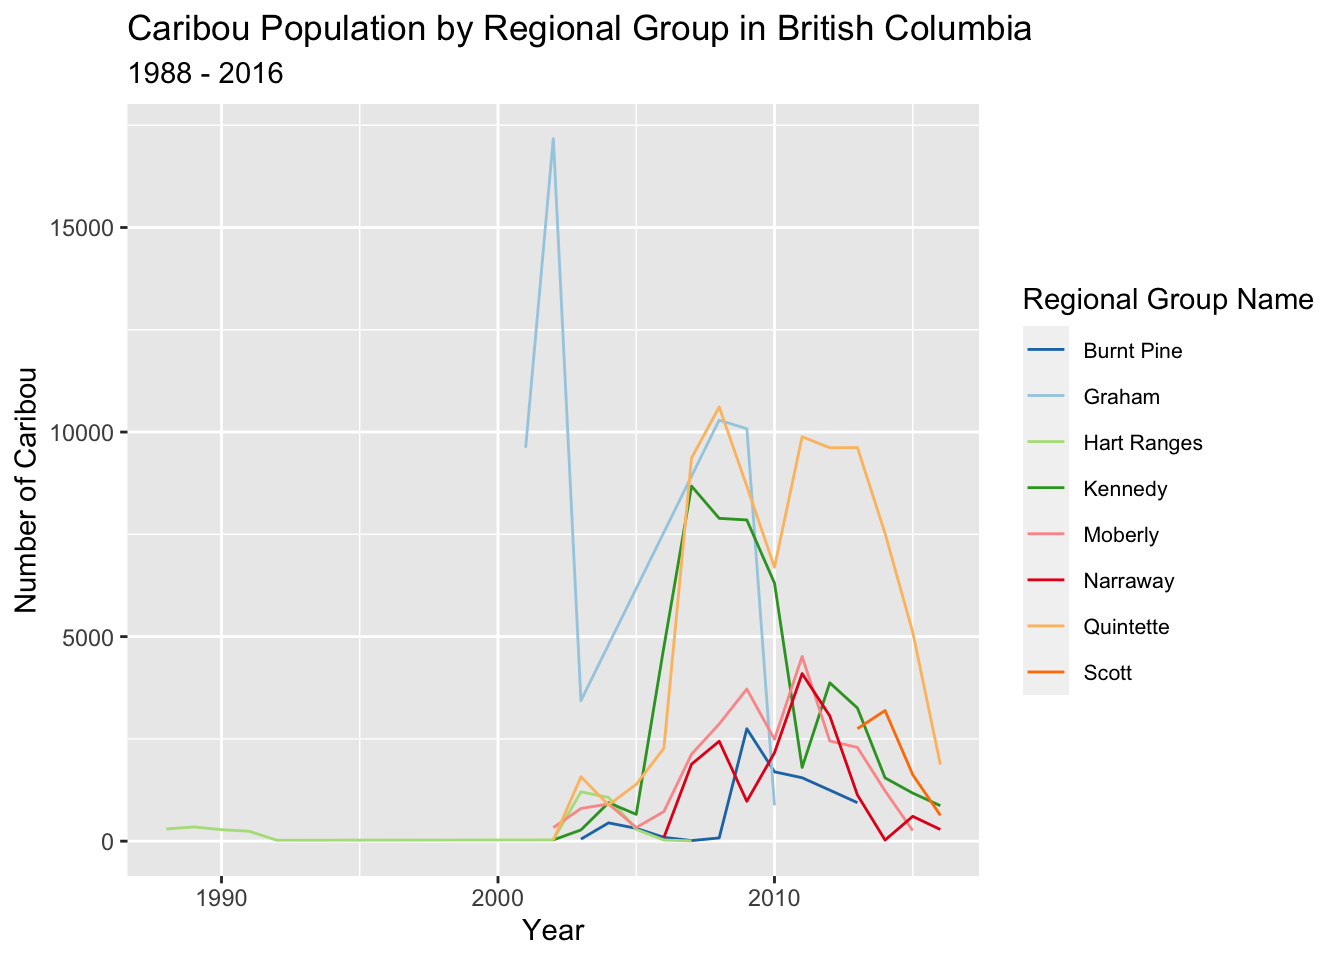 Caribou Population by Regional Group in British Columbia
1988 - 2016
15000
10000
5000
0
Number of Caribou
1990
2000
2010
Year
Regional Group Name
Burnt Pine
Graham
Hart Ranges
Kennedy
Moberly
Narraway
Quintette
Scott